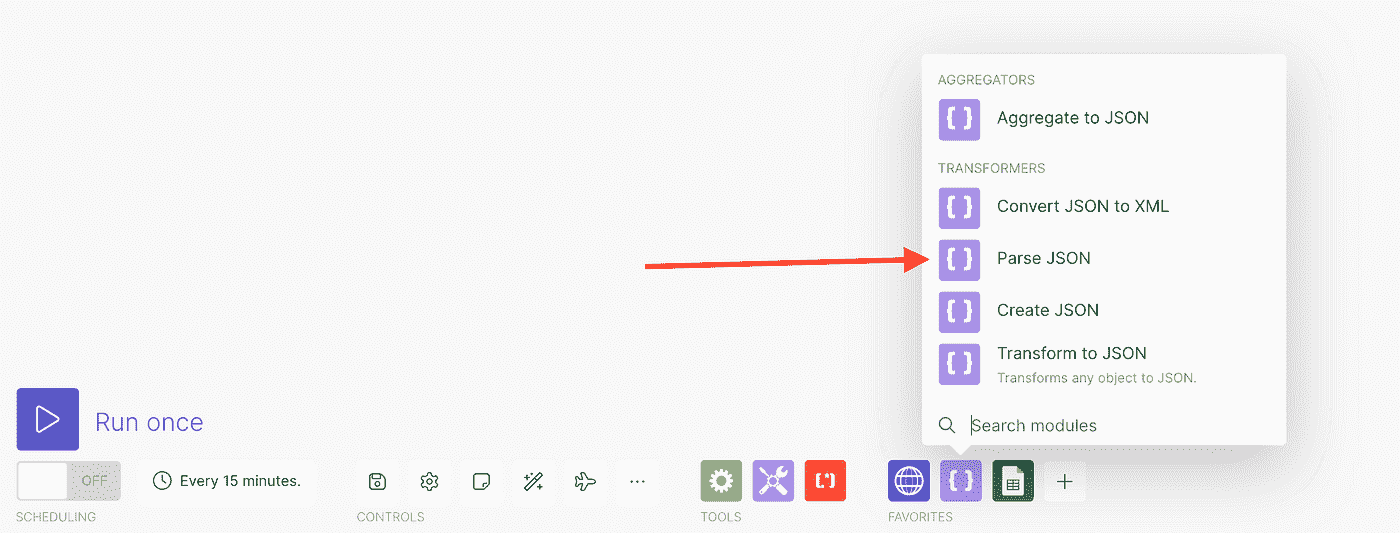 AGGREGATORS
Aggregate to JSON
TRANSFORMERS
Convert JSON to XML
Parse JSON
Create JSON
Transform to JSON
Transforms any object to JSON.
Search modules
Run once
OFF
Every 15 minutes.
SCHEDULING
CONTROLS
TOOLS
FAVORITES